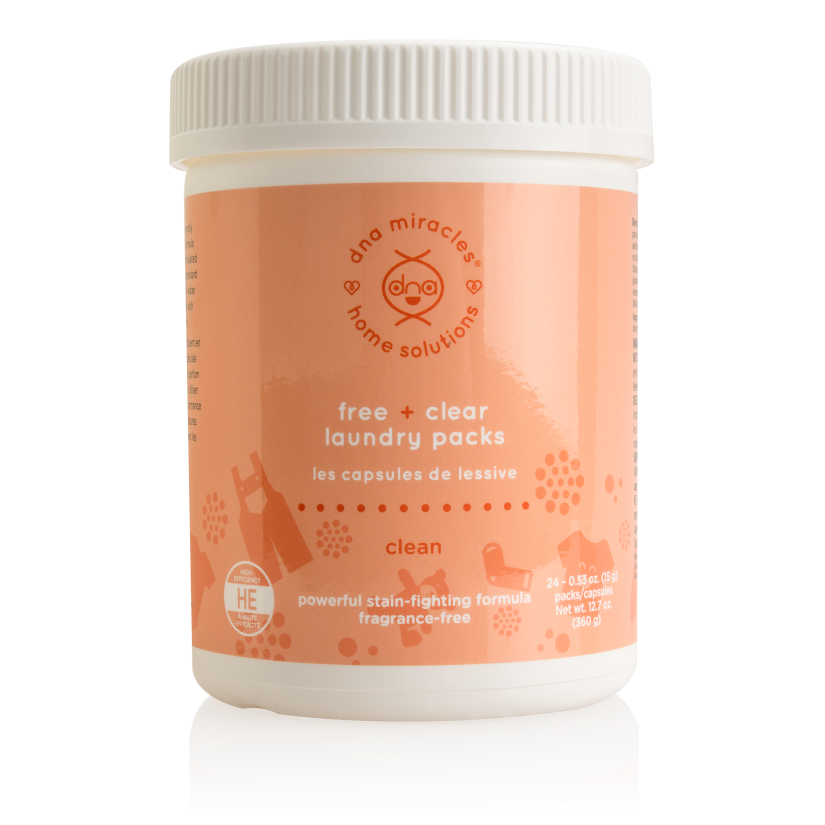 dna miracles®
dna
home solutions
free + clear
laundry packs
les capsules de lessive
clean
HIGH-
EFFICIENCY
HE
À HAUTE
EFFICACITÉ
powerful stain-fighting formula
fragrance-free
24 - 0.53 oz. (15 g)
packs/capsules
Net wt. 12.7 oz.
(360 g)